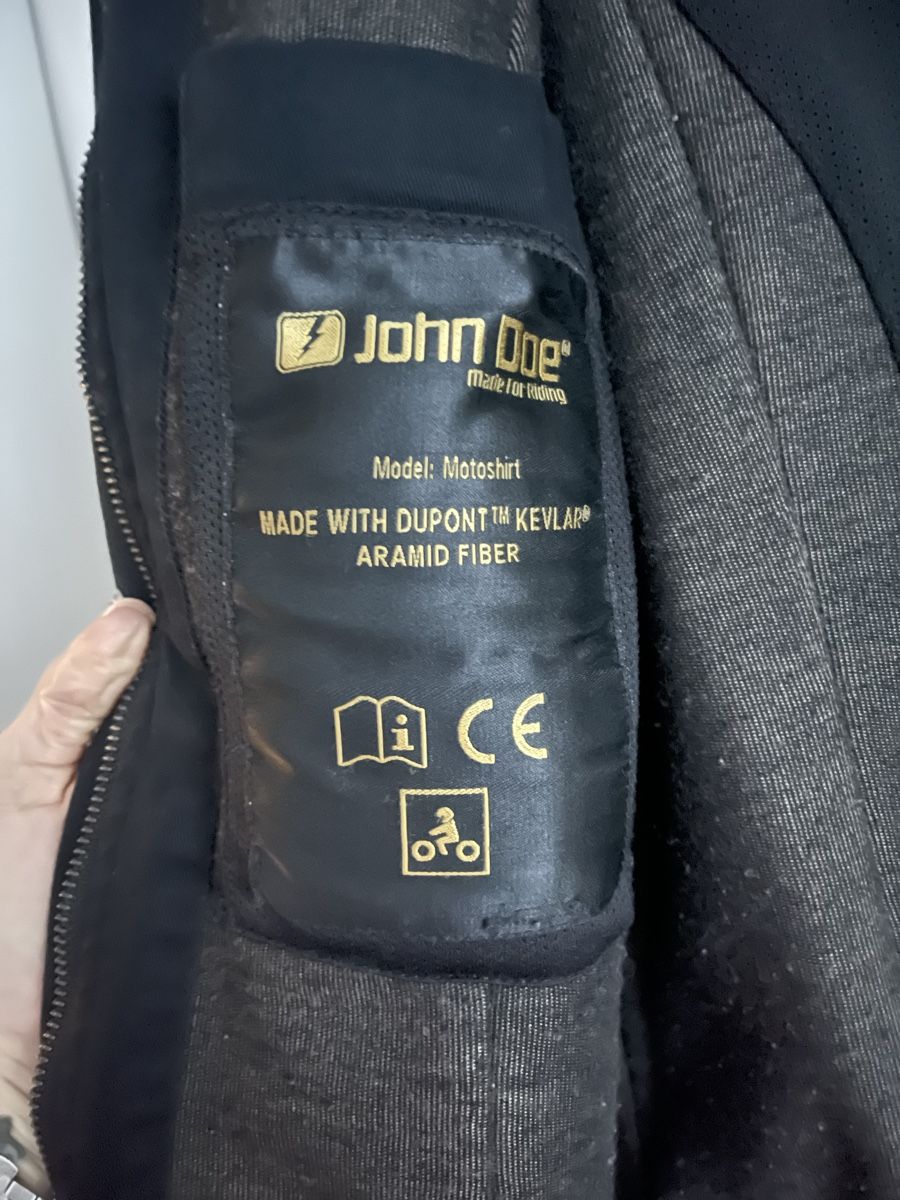 John Doe®
Made for Riding
Model: Motoshirt
MADE WITH DUPONT™ KEVLAR®
ARAMID FIBER
i CE